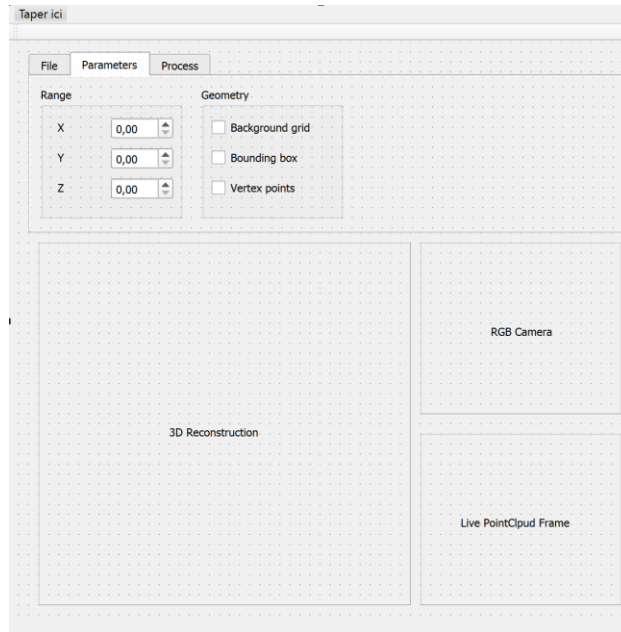 Taper ici
File Parameters Process
Range Geometry
X 0,00 Background grid
Y 0,00 Bounding box
Z 0,00 Vertex points
RGB Camera
3D Reconstruction
Live PointClpud Frame